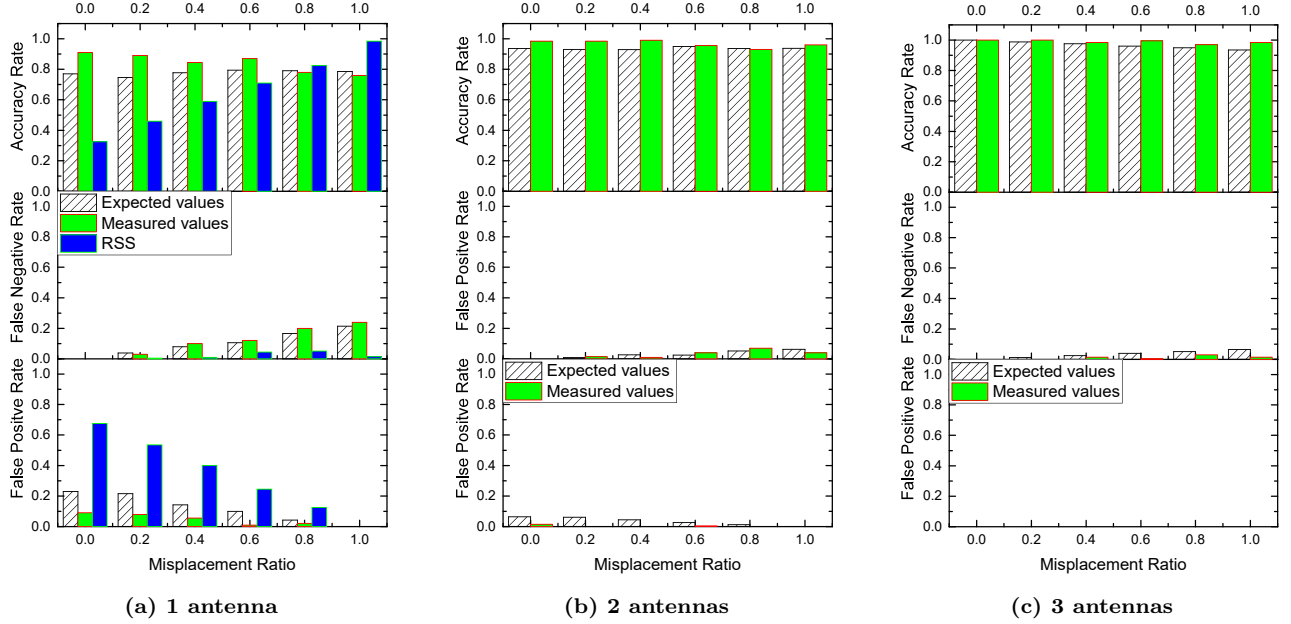 0.0 0.2 0.4 0.6 0.8 1.0
1.0
0.8
0.6
0.4
0.2
0.0
Accuracy Rate
Expected values
Measured values
RSS
1.0
0.8
0.6
0.4
0.2
0.0
False Negative Rate
1.0
0.8
0.6
0.4
0.2
0.0
False Positve Rate
0.0 0.2 0.4 0.6 0.8 1.0
Misplacement Ratio
(a) 1 antenna
0.0 0.2 0.4 0.6 0.8 1.0
1.0
0.8
0.6
0.4
0.2
0.0
Accuracy Rate
1.0
0.8
0.6
0.4
0.2
0.0
False Positve Rate
Expected values
Measured values
1.0
0.8
0.6
0.4
0.2
0.0
False Negative Rate
0.0 0.2 0.4 0.6 0.8 1.0
Misplacement Ratio
(b) 2 antennas
0.0 0.2 0.4 0.6 0.8 1.0
1.0
0.8
0.6
0.4
0.2
0.0
Accuracy Rate
1.0
0.8
0.6
0.4
0.2
0.0
False Negative Rate
Expected values
Measured values
1.0
0.8
0.6
0.4
0.2
0.0
False Positive Rate
0.0 0.2 0.4 0.6 0.8 1.0
Misplacement Ratio
(c) 3 antennas